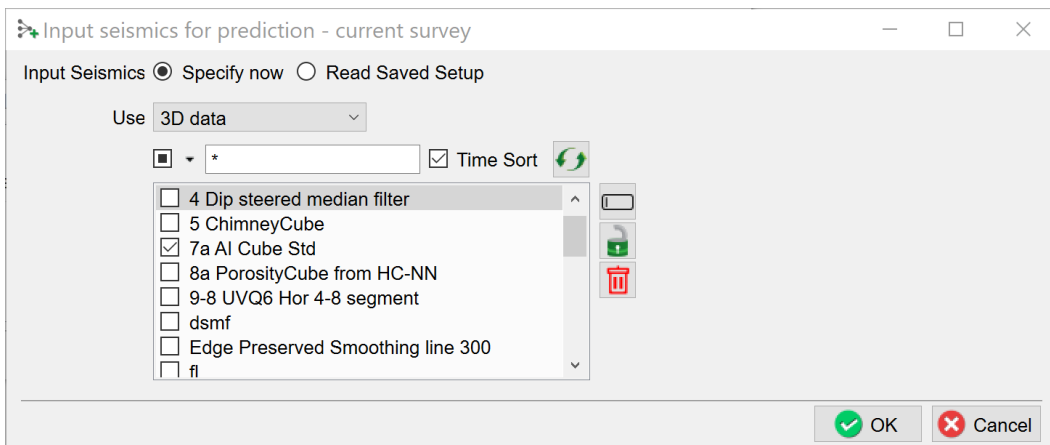 Input seismics for prediction - current survey
Input Seismics Specify now Read Saved Setup
Use 3D data
* Time Sort
4 Dip steered median filter
5 ChimneyCube
7a AI Cube Std
8a PorosityCube from HC-NN
9-8 UVQ6 Hor 4-8 segment
dsmf
Edge Preserved Smoothing line 300
fl
OK Cancel